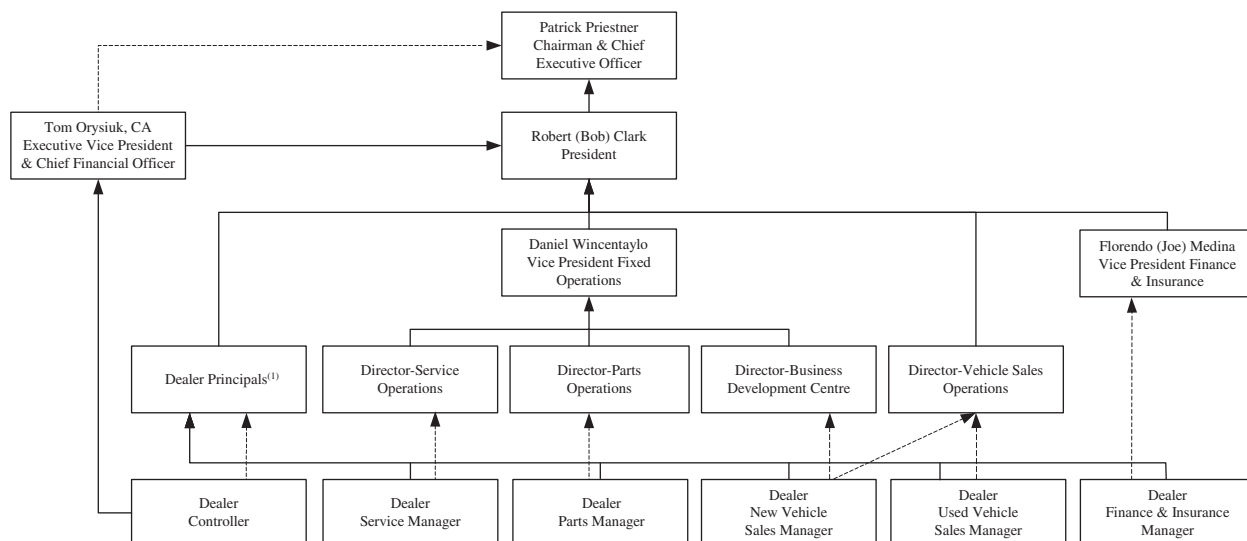 Patrick Priestner
Chairman & Chief
Executive Officer
Tom Orysiuk, CA
Executive Vice President
& Chief Financial Officer
Robert (Bob) Clark
President
Daniel Wincentaylo
Vice President Fixed
Operations
Florendo (Joe) Medina
Vice President Finance
& Insurance
Dealer Principals(1)
Director-Service
Operations
Director-Parts
Operations
Director-Business
Development Centre
Director-Vehicle Sales
Operations
Dealer
Controller
Dealer
Service Manager
Dealer
Parts Manager
Dealer
New Vehicle
Sales Manager
Dealer
Used Vehicle
Sales Manager
Dealer
Finance & Insurance
Manager